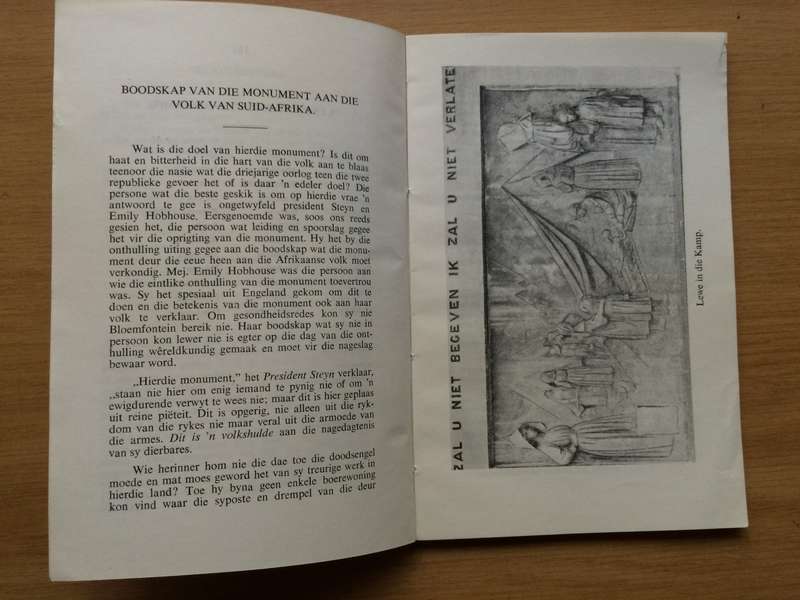 BOODSKAP VAN DIE MONUMENT AAN DIE
VOLK VAN SUID-AFRIKA.
Wat is die doel van hierdie monument? Is dit om
haat en bitterheid in die hart van die volk aan te blaas
teenoor die nasie wat die driejarige oorlog teen die twee
republieke gevoer het of is daar 'n edeler doel? Die
persone wat die beste geskik is om op hierdie vrae 'n
antwoord te gee is ongetwyfeld president Steyn en
Emily Hobhouse. Eersgenoemde was, soos ons reeds
gesien het, die persoon wat leiding en spoorslag gegee
het vir die oprigting van die monument. Hy het by die
onthulling uiting gegee aan die boodskap wat die monu-
ment deur die eeue heen aan die Afrikaanse volk moet
verkondig. Mej. Emily Hobhouse was die persoon aan
wie die eintlike onthulling van die monument toevertrou
was. Sy het spesiaal uit Engeland gekom om dit te
doen en die betekenis van die monument ook aan haar
volk te verklaar. Om gesondheidsredes kon sy nie
Bloemfontein bereik nie. Haar boodskap wat sy nie in
persoon kon lewer nie is egter op die dag van die ont-
hulling wêreldkundig gemaak en moet vir die nageslag
bewaar word.
„Hierdie monument,” het President Steyn verklaar,
„staan nie hier om enig iemand te pynig nie of om 'n
ewigdurende verwyt te wees nie; maar dit is hier geplaas
uit reine piëteit. Dit is opgerig, nie alleen uit die ryk-
dom van die rykes nie maar veral uit die armoede van
die armes. Dit is 'n volkshulde aan die nagedagtenis
van sy dierbares.
Wie herinner hom nie die dae toe die doodsengel
moede en mat moes geword het van sy treurige werk in
hierdie land? Toe hy byna geen enkele boerewoning
kon vind waar die syposte en drempel van die deur
ZAL U NIET BEGEVEN IK ZAL U NIET VERLATE
Lewe in die Kamp.